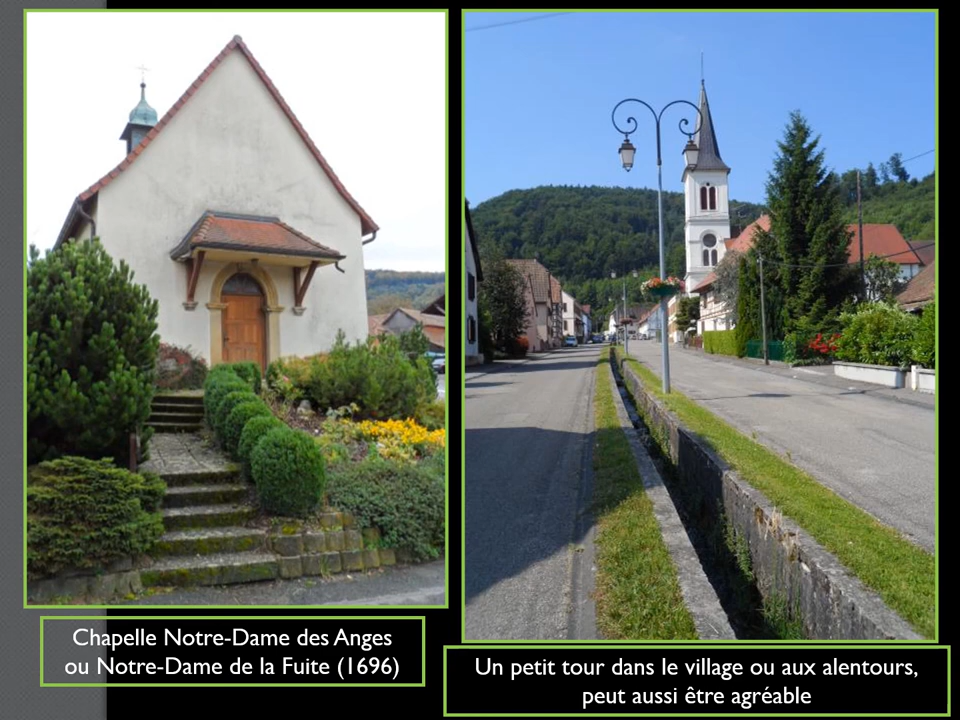 Chapelle Notre-Dame des Anges
ou Notre-Dame de la Fuite (1696)
Un petit tour dans le village ou aux alentours,
peut aussi être agréable